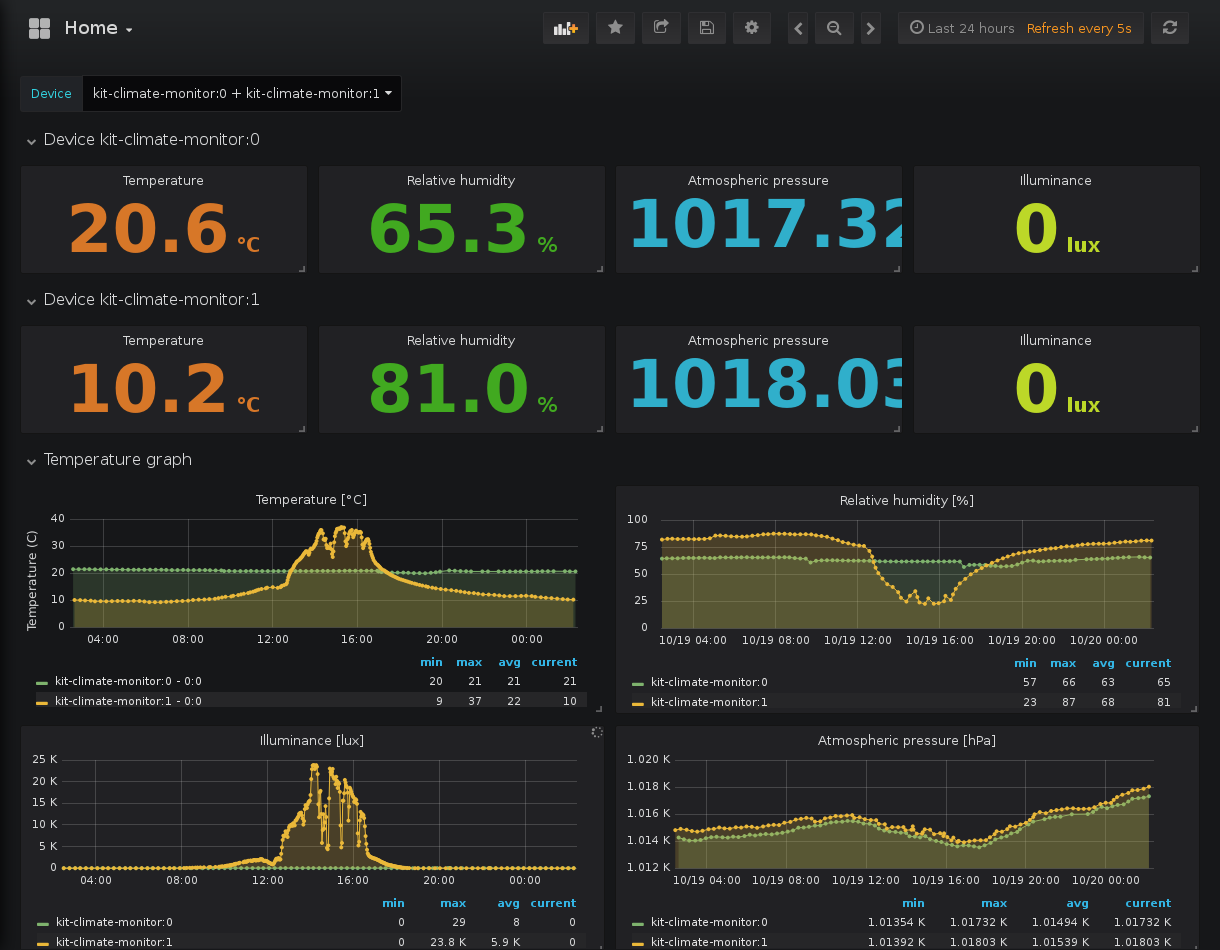 Home
Last 24 hours Refresh every 5s
Device kit-climate-monitor:0 + kit-climate-monitor:1
Device kit-climate-monitor:0
Temperature Relative humidity Atmospheric pressure Illuminance
20.6 °C 65.3 % 1017.32 0 lux
Device kit-climate-monitor:1
Temperature Relative humidity Atmospheric pressure Illuminance
10.2 °C 81.0 % 1018.03 0 lux
Temperature graph
Temperature [°C]
Temperature (C)
40
30
20
10
0
04:00 08:00 12:00 16:00 20:00 00:00
min max avg current
kit-climate-monitor:0 - 0:0 20 21 21 21
kit-climate-monitor:1 - 0:0 9 37 22 10
Relative humidity [%]
100
75
50
25
0
10/19 04:00 10/19 08:00 10/19 12:00 10/19 16:00 10/19 20:00 10/20 00:00
min max avg current
kit-climate-monitor:0 57 66 63 65
kit-climate-monitor:1 23 87 68 81
Illuminance [lux]
25 K
20 K
15 K
10 K
5 K
0
04:00 08:00 12:00 16:00 20:00 00:00
min max avg current
kit-climate-monitor:0 0 29 8 0
kit-climate-monitor:1 0 23.8 K 5.9 K 0
Atmospheric pressure [hPa]
1.020 K
1.018 K
1.016 K
1.014 K
1.012 K
10/19 04:00 10/19 08:00 10/19 12:00 10/19 16:00 10/19 20:00 10/20 00:00
min max avg current
kit-climate-monitor:0 1.01354 K 1.01732 K 1.01494 K 1.01732 K
kit-climate-monitor:1 1.01392 K 1.01803 K 1.01539 K 1.01803 K